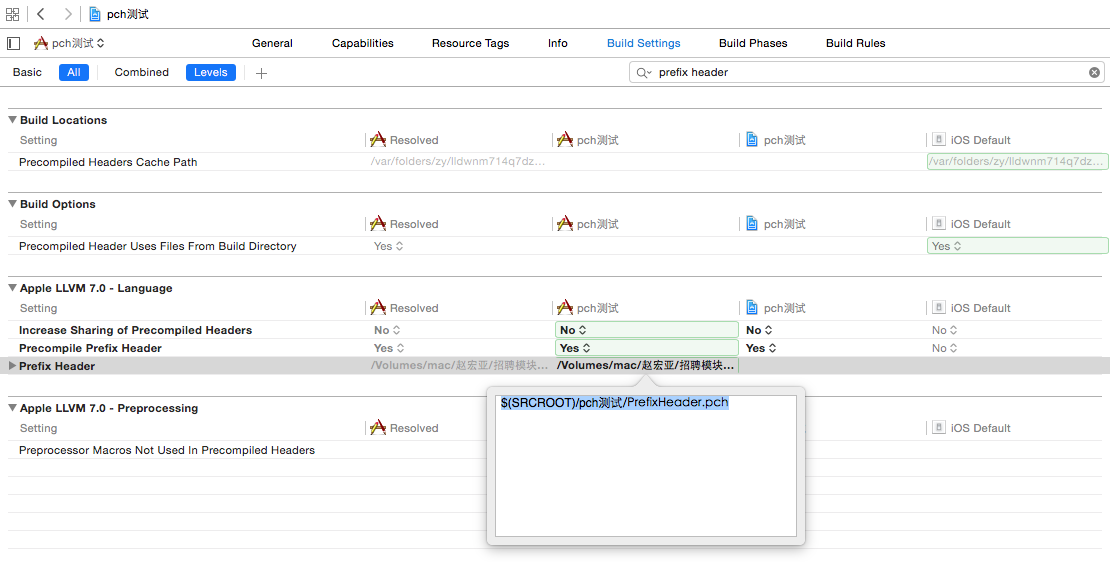 pch测试
pch测试 General Capabilities Resource Tags Info Build Settings Build Phases Build Rules
Basic All Combined Levels prefix header
Build Locations
Setting Resolved pch测试 pch测试 iOS Default
Precompiled Headers Cache Path /var/folders/zy/lldwnm714q7dz... /var/folders/zy/lldwnm714q7dz...
Build Options
Setting Resolved pch测试 pch测试 iOS Default
Precompiled Header Uses Files From Build Directory Yes Yes
Apple LLVM 7.0 - Language
Setting Resolved pch测试 pch测试 iOS Default
Increase Sharing of Precompiled Headers No No No No
Precompile Prefix Header Yes Yes Yes No
Prefix Header /Volumes/mac/赵宏亚/招聘模块... /Volumes/mac/赵宏亚/招聘模块...
$(SRCROOT)/pch测试/PrefixHeader.pch
Apple LLVM 7.0 - Preprocessing
Setting Resolved iOS Default
Preprocessor Macros Not Used In Precompiled Headers